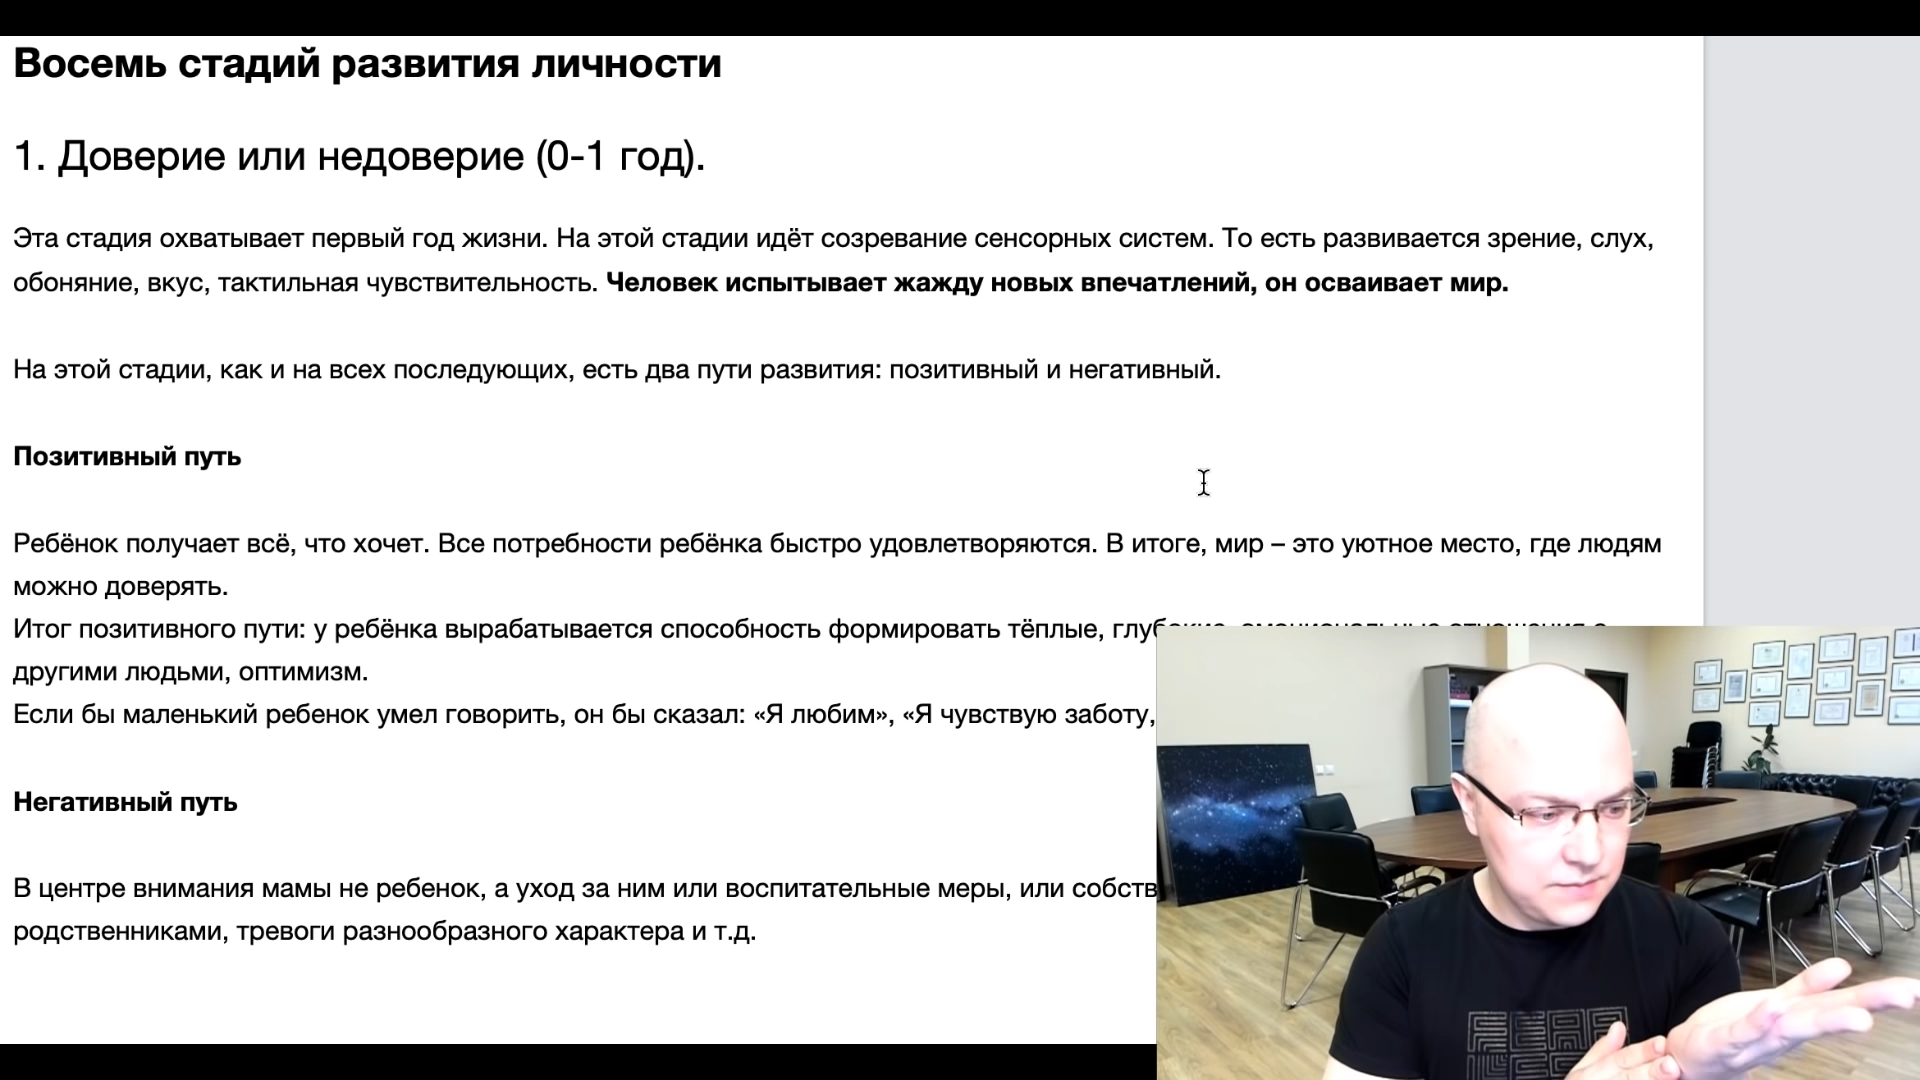 Восемь стадий развития личности
1. Доверие или недоверие (0-1 год).
Эта стадия охватывает первый год жизни. На этой стадии идёт созревание сенсорных систем. То есть развивается зрение, слух,
обоняние, вкус, тактильная чувствительность. Человек испытывает жажду новых впечатлений, он осваивает мир.
На этой стадии, как и на всех последующих, есть два пути развития: позитивный и негативный.
Позитивный путь
Ребёнок получает всё, что хочет. Все потребности ребёнка быстро удовлетворяются. В итоге, мир – это уютное место, где людям
можно доверять.
Итог позитивного пути: у ребёнка вырабатывается способность формировать тёплые, глубокие, эмоциональные отношения с
другими людьми, оптимизм.
Если бы маленький ребенок умел говорить, он бы сказал: «Я любим», «Я чувствую заботу,
Негативный путь
В центре внимания мамы не ребенок, а уход за ним или воспитательные меры, или
родственниками, тревоги разнообразного характера и т.д.